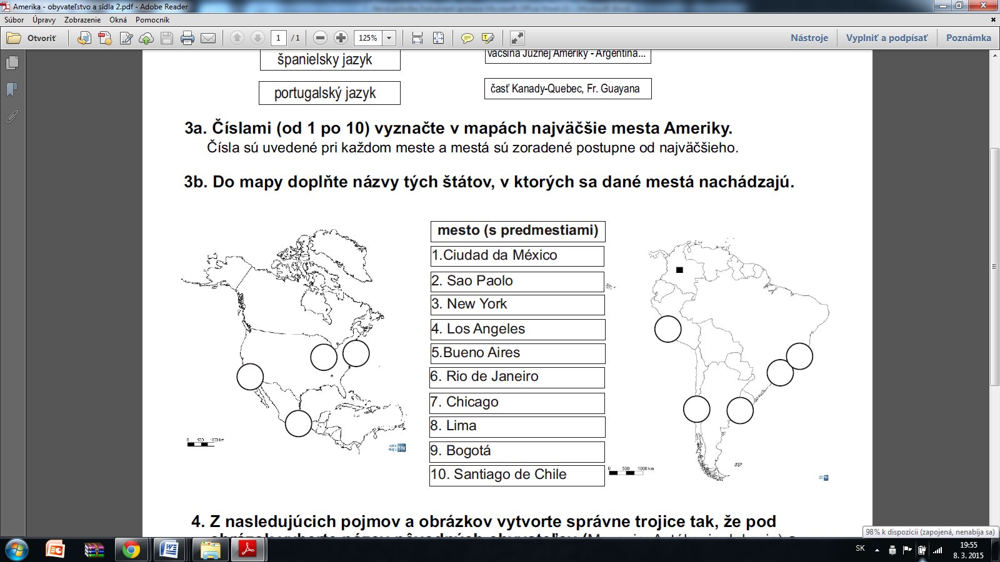 Amerika - obyvateľstvo a sídla 2.pdf - Adobe Reader
Súbor Úpravy Zobrazenie Okná Pomocník
Otvoriť 1 / 1 125% Nástroje Vyplniť a podpísať Poznámka
španielsky jazyk
väčšina Južnej Ameriky - Argentína...
portugalský jazyk
časť Kanady-Quebec, Fr. Guayana
3a. Číslami (od 1 po 10) vyznačte v mapách najväčšie mesta Ameriky.
Čísla sú uvedené pri každom meste a mestá sú zoradené postupne od najväčšieho.
3b. Do mapy doplňte názvy tých štátov, v ktorých sa dané mestá nachádzajú.
mesto (s predmestiami)
1.Ciudad da México
2. Sao Paolo
3. New York
4. Los Angeles
5.Bueno Aires
6. Rio de Janeiro
7. Chicago
8. Lima
9. Bogotá
10. Santiago de Chile
0 500 1000 km
0 500 1000 km
4. Z nasledujúcich pojmov a obrázkov vytvorte správne trojice tak, že pod
98% k dispozícii (zapojená, nenabíja sa)
SK
19:55
8. 3. 2015